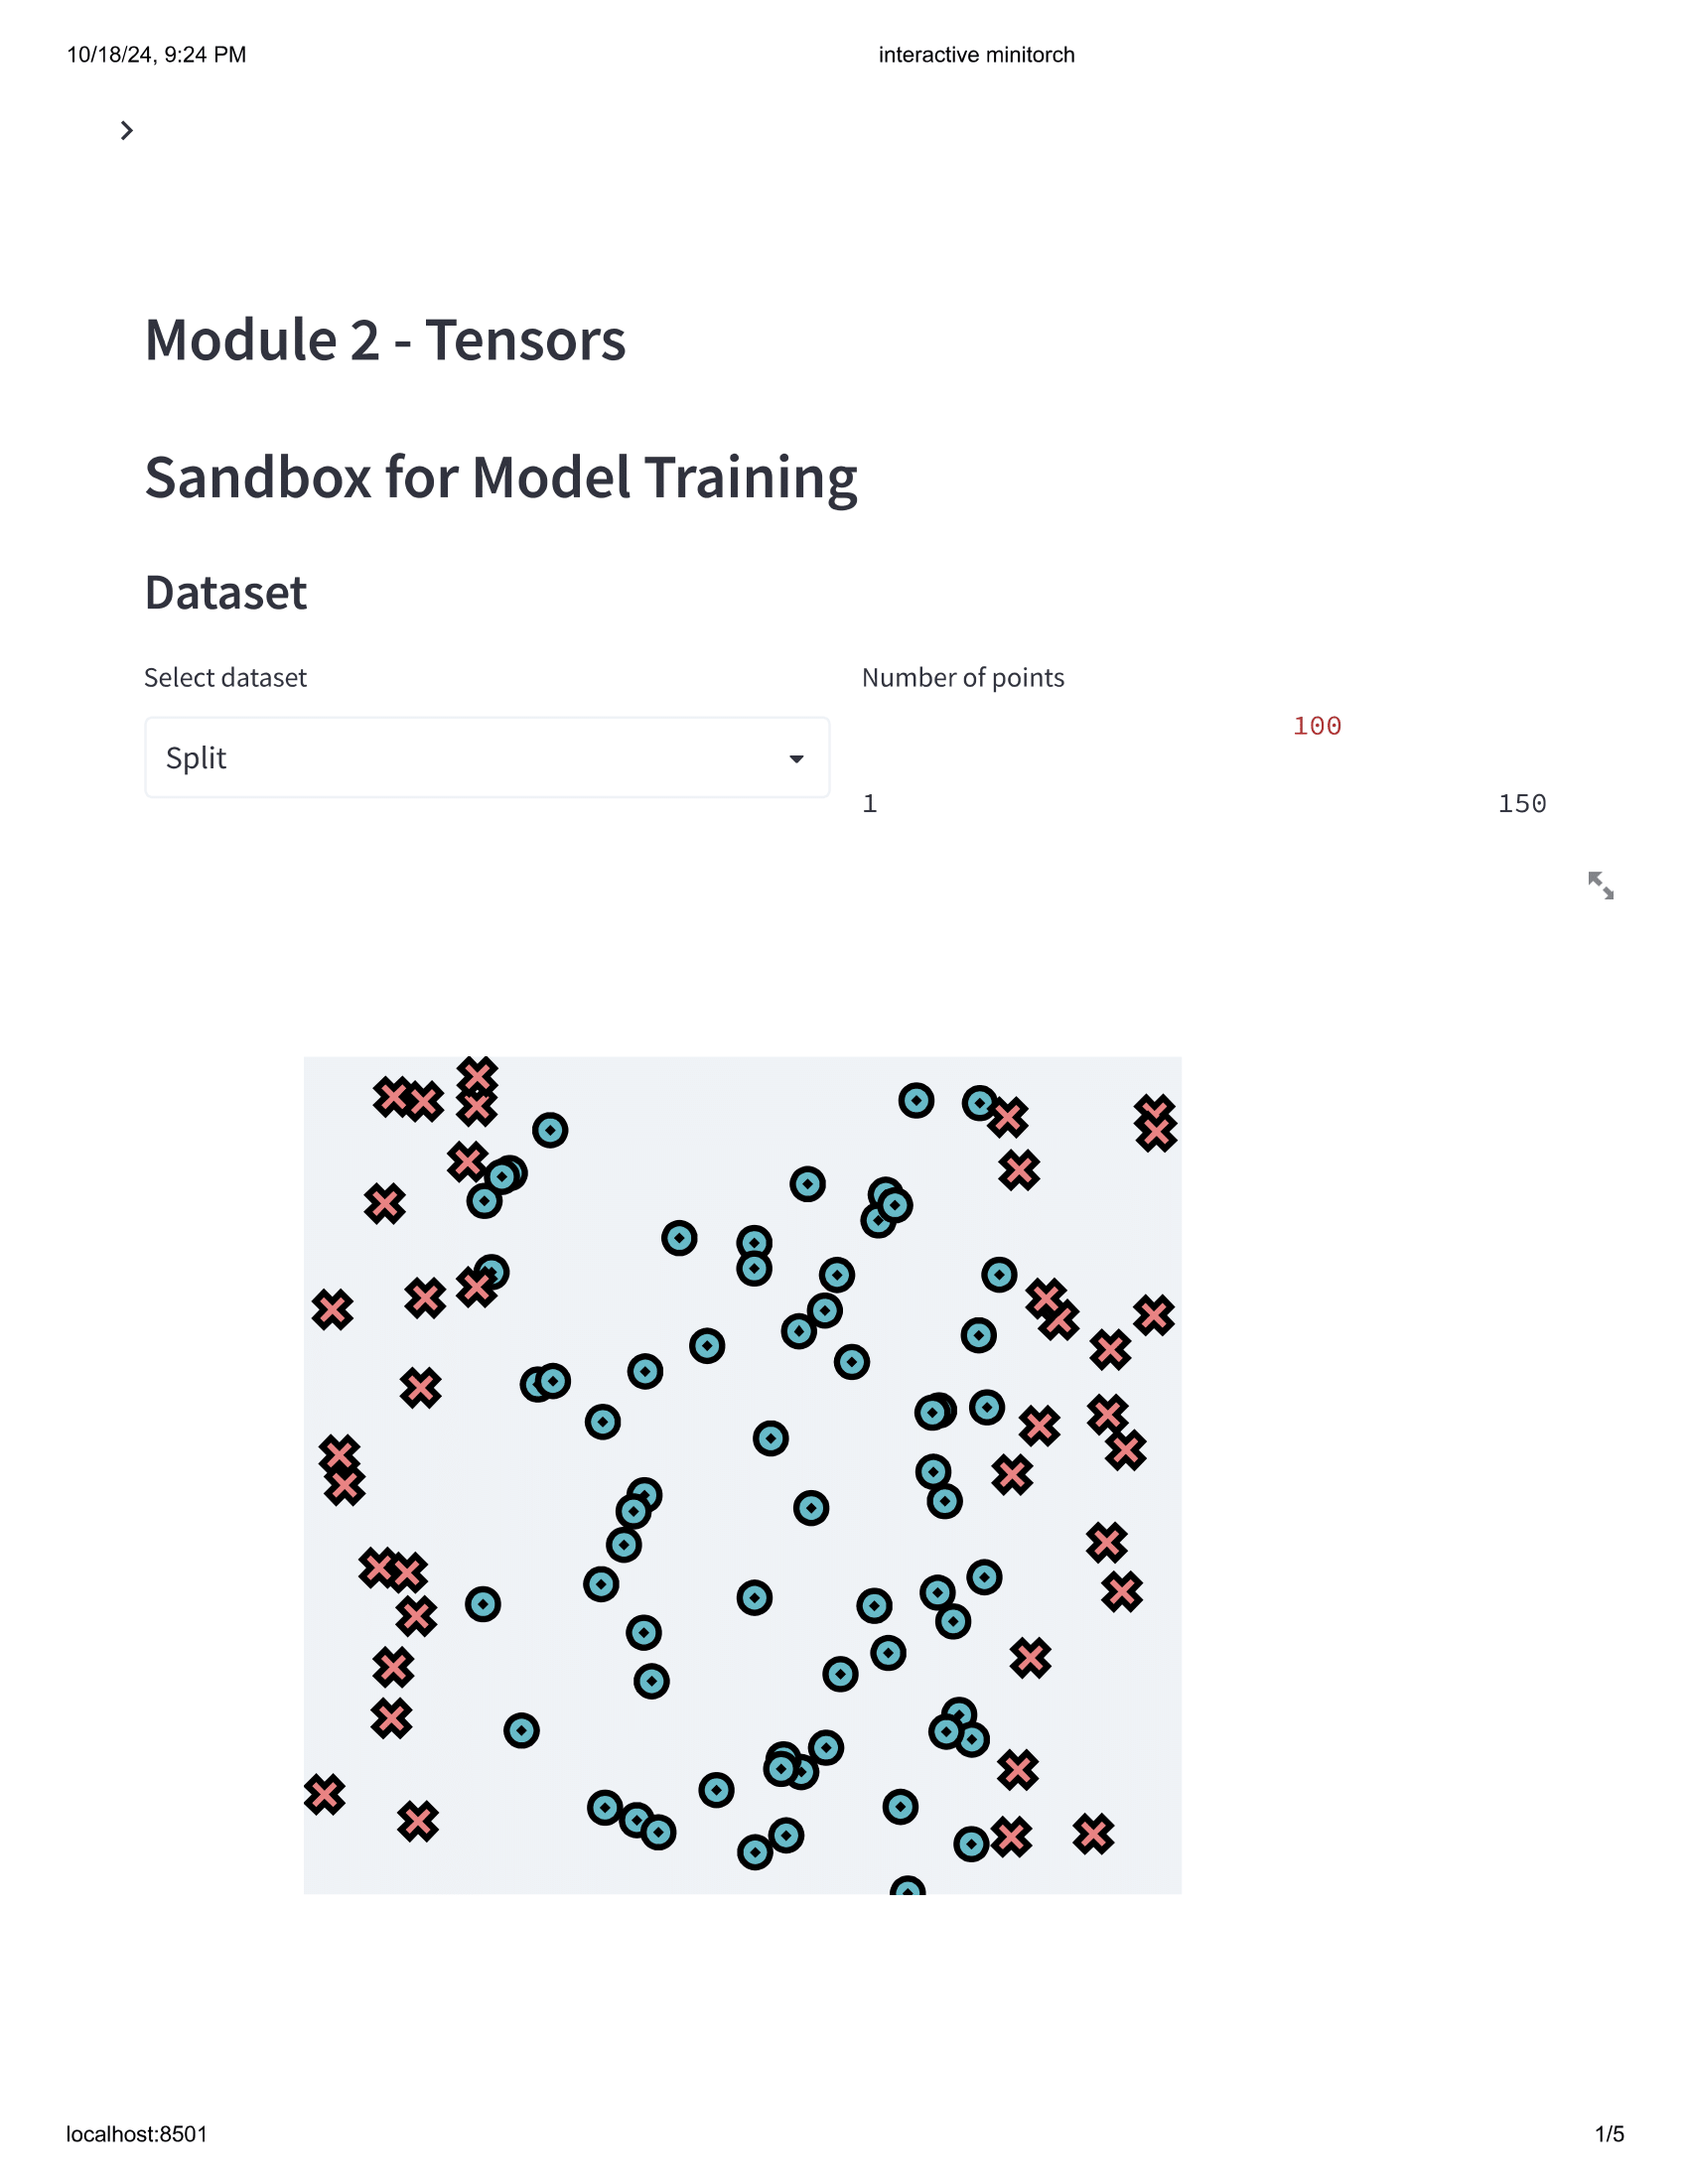 10/18/24, 9:24 PM interactive minitorch
Module 2 - Tensors
Sandbox for Model Training
Dataset
Select dataset Number of points
100
Split
1 150
localhost:8501 1/5